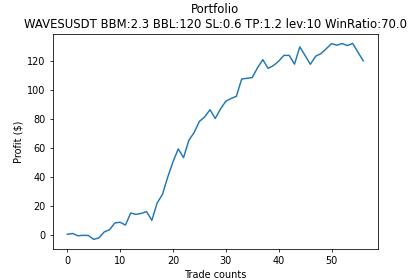 Portfolio
WAVESUSDT BBM:2.3 BBL:120 SL:0.6 TP:1.2 lev:10 WinRatio:70.0
120
100
80
60
40
20
0
Profit ($)
0 10 20 30 40 50
Trade counts